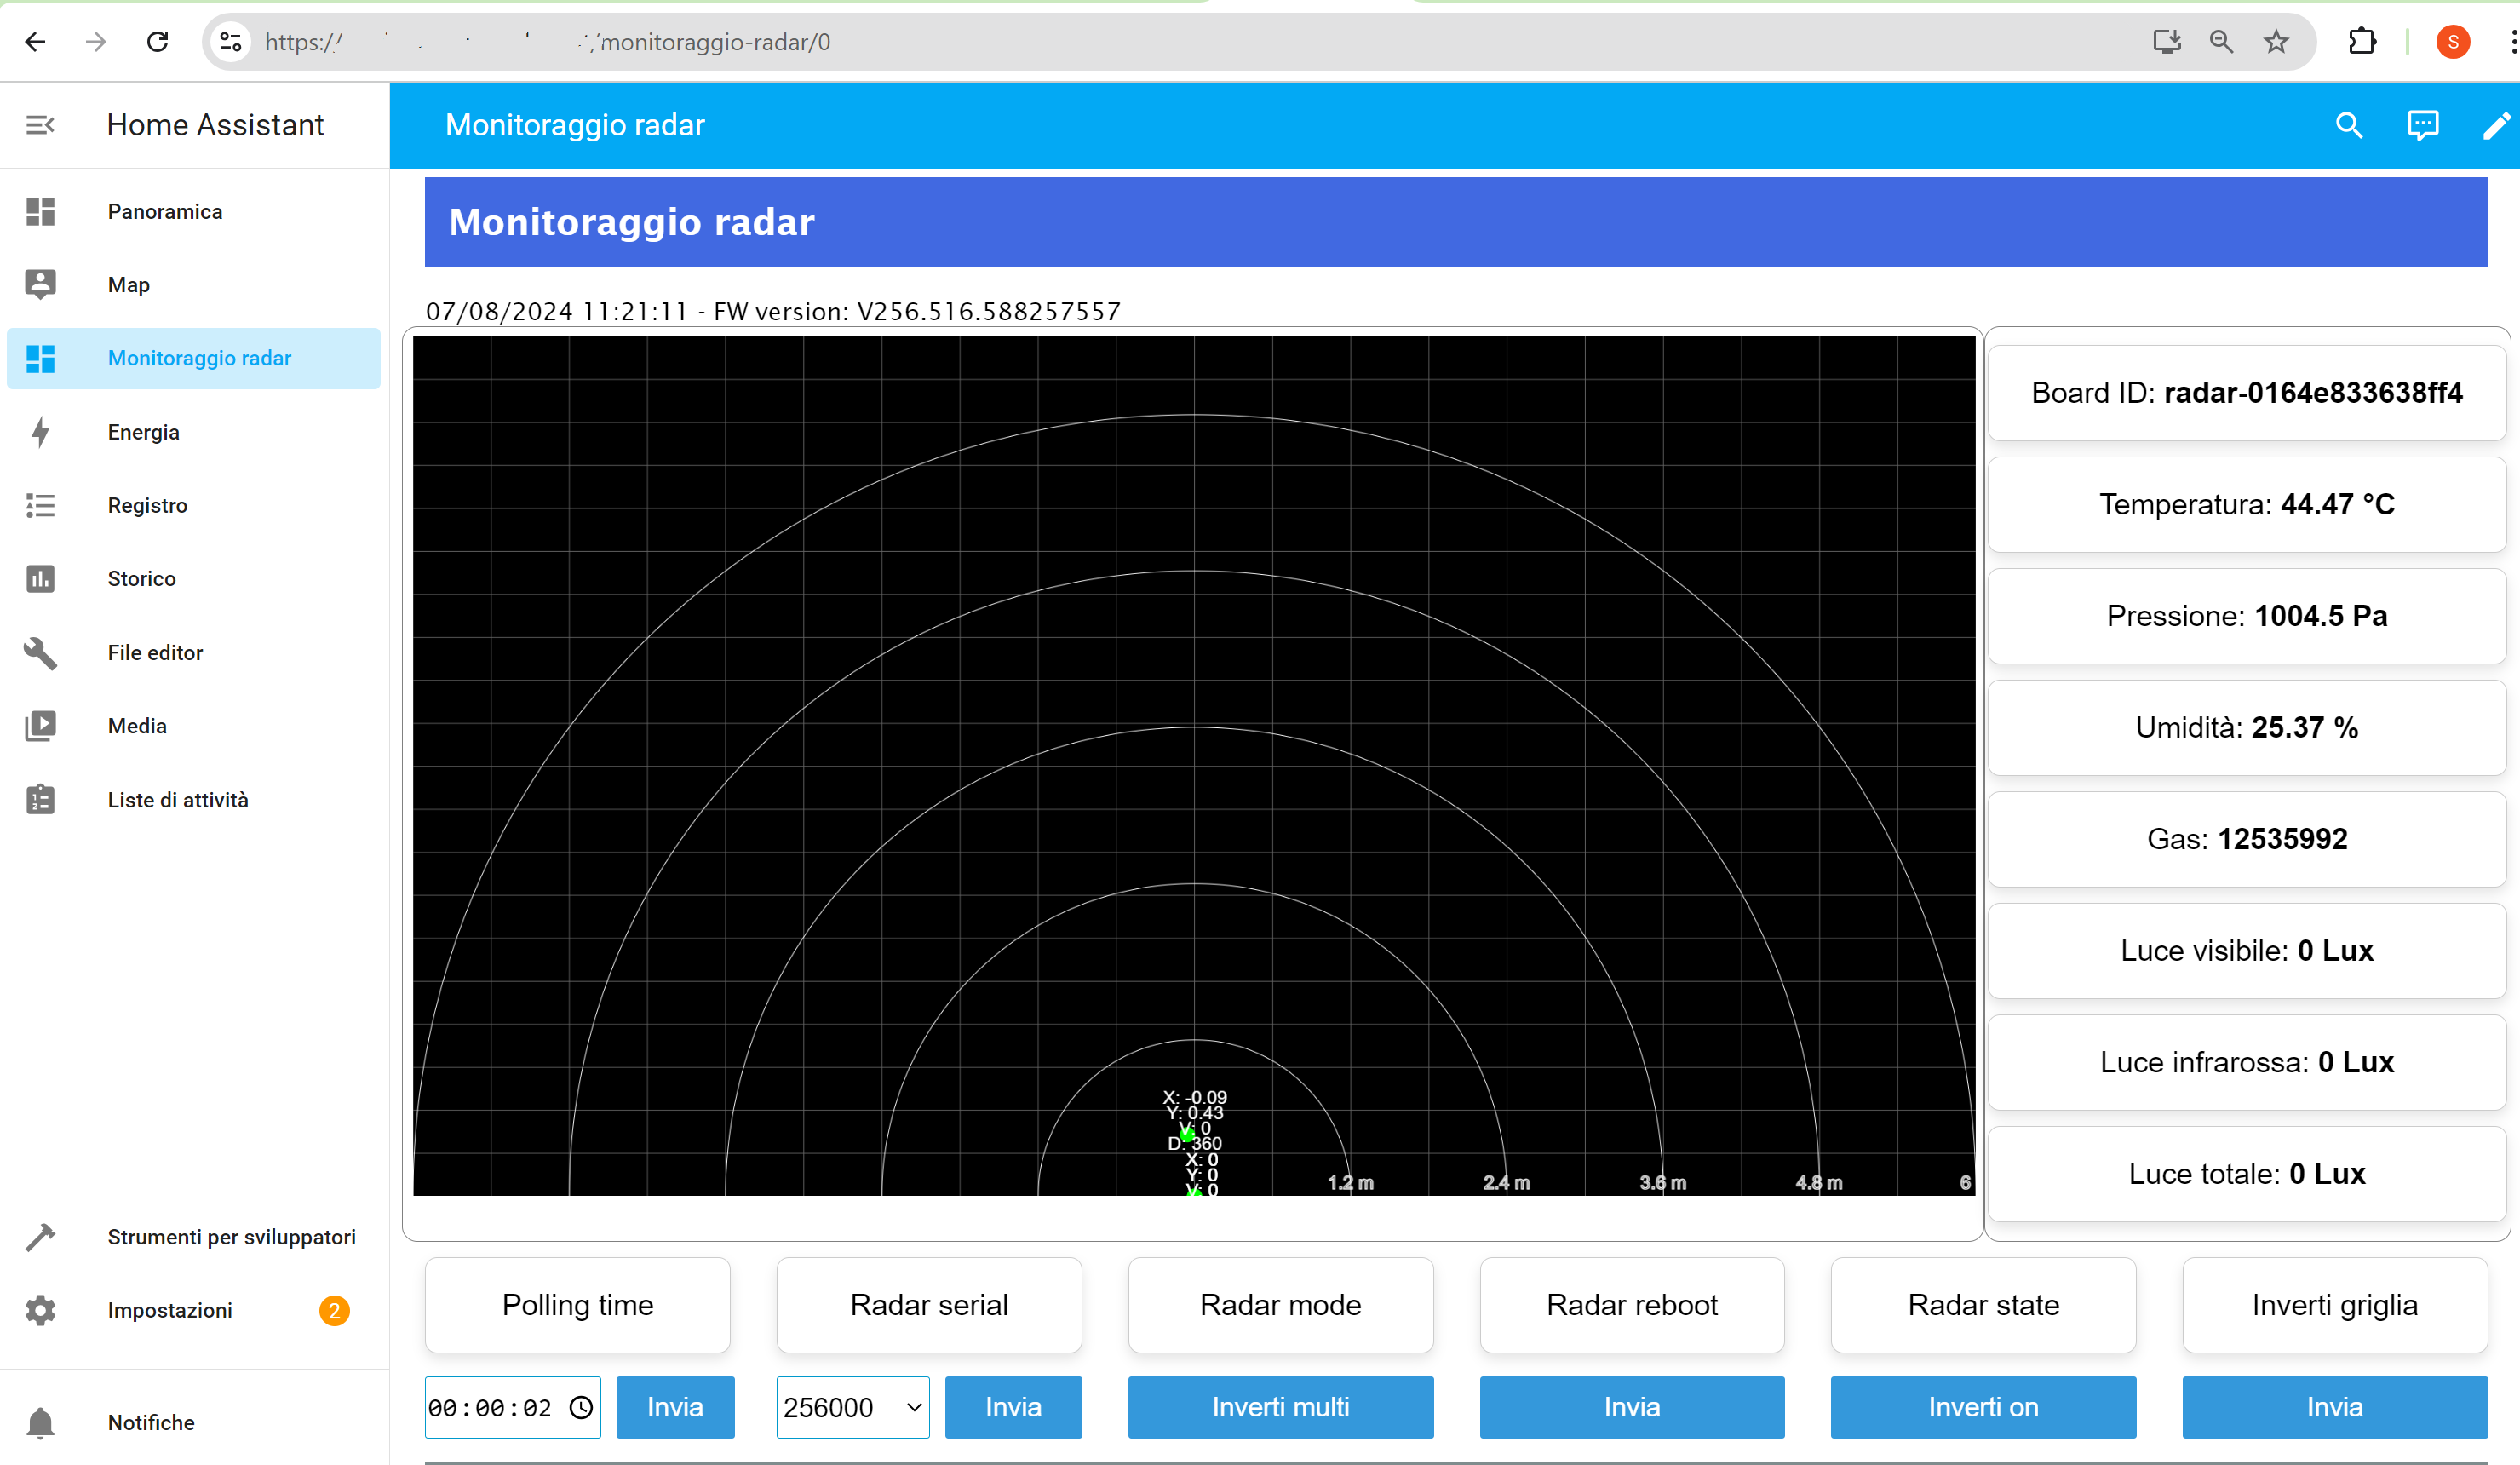 https://
/monitoraggio-radar/0
S
Home Assistant
Monitoraggio radar
Panoramica
Map
Monitoraggio radar
Energia
Registro
Storico
File editor
Media
Liste di attività
Strumenti per sviluppatori
Impostazioni
2
Notifiche
Monitoraggio radar
07/08/2024 11:21:11 - FW version: V256.516.588257557
X: -0.09
Y: 0.43
V: 0
D: 360
X: 0
Y: 0
V: 0
1.2 m
2.4 m
3.6 m
4.8 m
6
Board ID: radar-0164e833638ff4
Temperatura: 44.47 °C
Pressione: 1004.5 Pa
Umidità: 25.37 %
Gas: 12535992
Luce visibile: 0 Lux
Luce infrarossa: 0 Lux
Luce totale: 0 Lux
Polling time
Radar serial
Radar mode
Radar reboot
Radar state
Inverti griglia
00:00:02
Invia
256000
Invia
Inverti multi
Invia
Inverti on
Invia